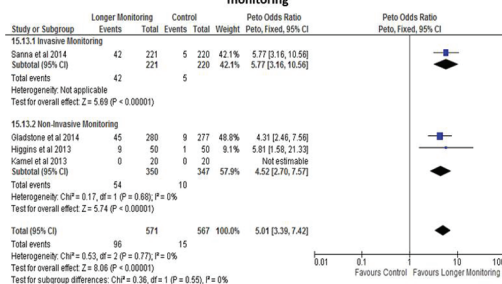 monitoring
Longer Monitoring Control Peto Odds Ratio Peto Odds Ratio
Study or Subgroup Events Total Events Total Weight Peto, Fixed, 95% CI Peto, Fixed, 95% CI
15.13.1 Invasive Monitoring
Sanna et al 2014 42 221 5 220 42.1% 5.77 [3.16, 10.56]
Subtotal (95% CI) 221 220 42.1% 5.77 [3.16, 10.56]
Total events 42 5
Heterogeneity: Not applicable
Test for overall effect: Z = 5.69 (P < 0.00001)
15.13.2 Non-Invasive Monitoring
Gladstone et al 2014 45 280 9 277 48.8% 4.31 [2.46, 7.56]
Higgins et al 2013 9 50 1 50 9.1% 5.81 [1.58, 21.33]
Kamel et al 2013 0 20 0 20 Not estimable
Subtotal (95% CI) 350 347 57.9% 4.52 [2.70, 7.57]
Total events 54 10
Heterogeneity: Chi² = 0.17, df = 1 (P = 0.68); I² = 0%
Test for overall effect: Z = 5.74 (P < 0.00001)
Total (95% CI) 571 567 100.0% 5.01 [3.39, 7.42]
Total events 96 15
Heterogeneity: Chi² = 0.53, df = 2 (P = 0.77); I² = 0%
Test for overall effect: Z = 8.06 (P < 0.00001)
Test for subgroup differences: Chi² = 0.36, df = 1 (P = 0.55), I² = 0%
0.01 0.1 1 10 100
Favours Control Favours Longer Monitoring